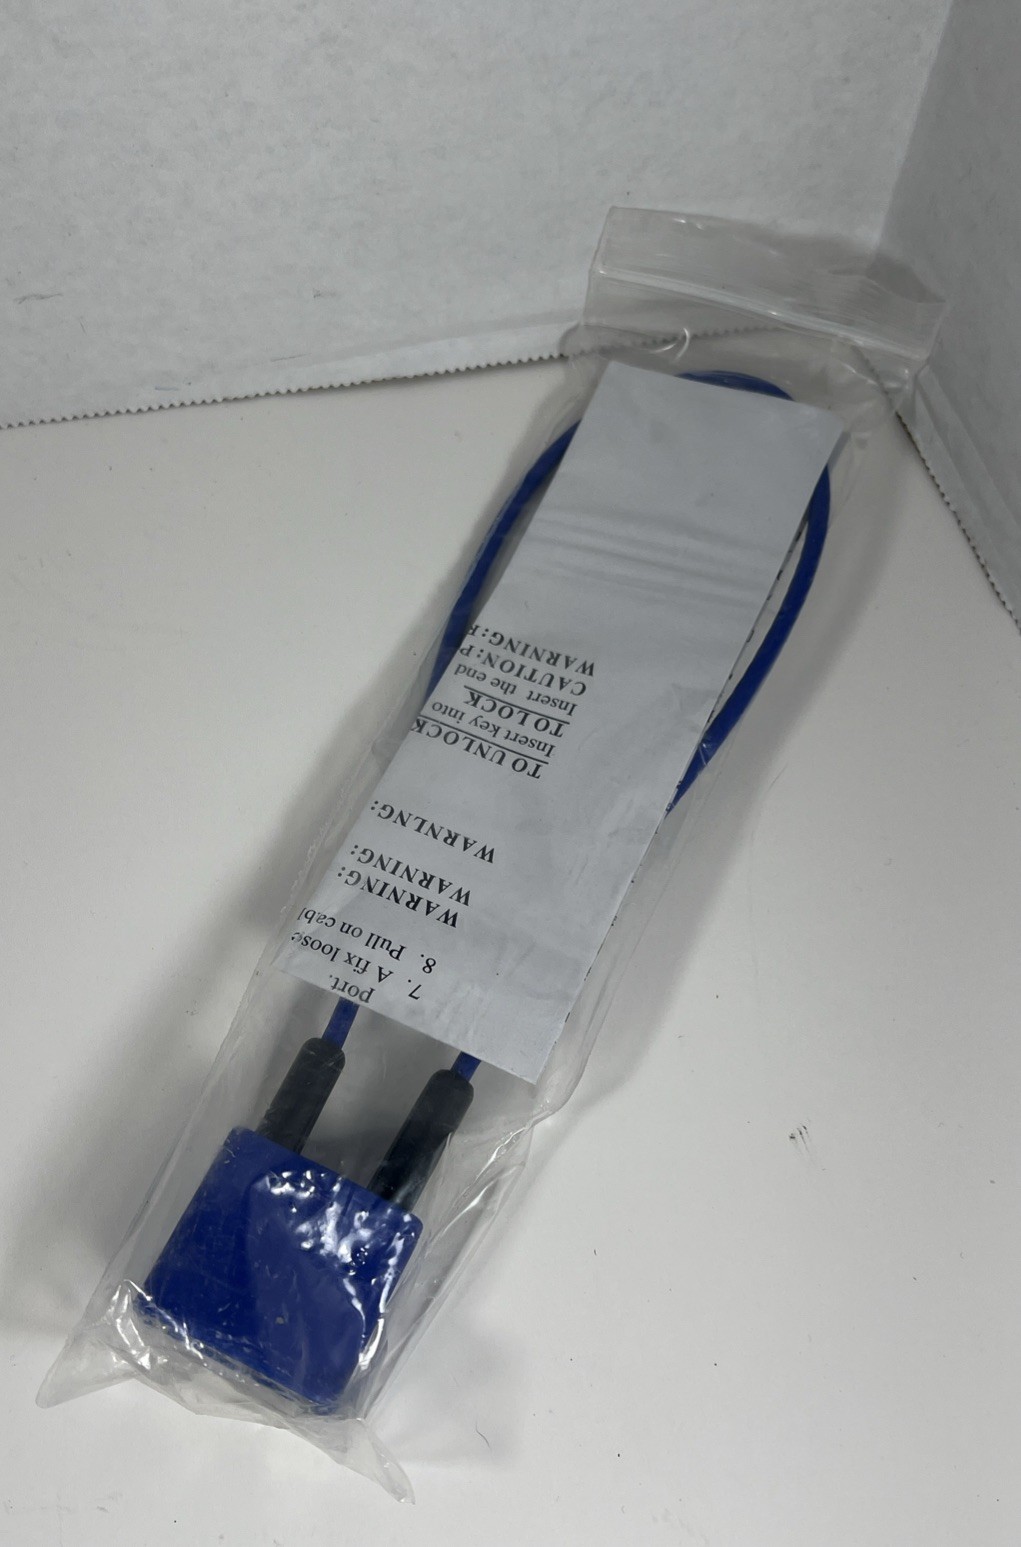 port.
7. A fix loose
8. Pull on cabl
WARNING:
WARNING:
WARNLNG:
TO UNLOCK
Insert key into
TO LOCK
Insert the end
CAUTION:P
WARNING: